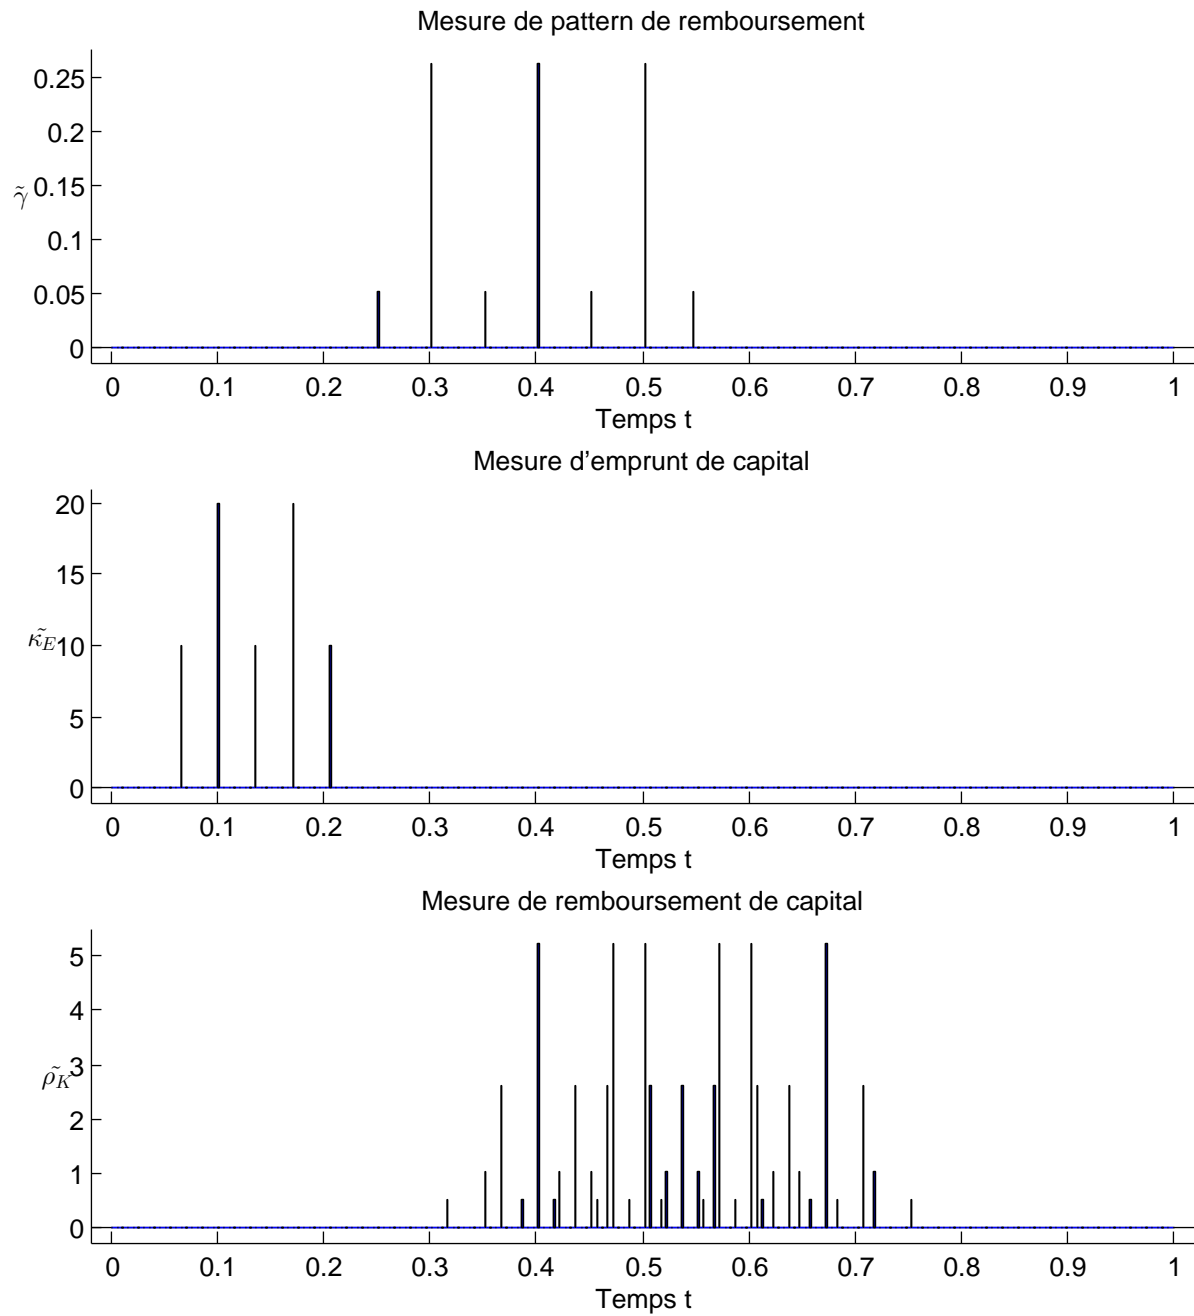 Mesure de pattern de remboursement
0.25
0.2
0.15
0.1
0.05
0
γ̃
0 0.1 0.2 0.3 0.4 0.5 0.6 0.7 0.8 0.9 1
Temps t
Mesure d'emprunt de capital
20
15
10
5
0
κ̃_E
0 0.1 0.2 0.3 0.4 0.5 0.6 0.7 0.8 0.9 1
Temps t
Mesure de remboursement de capital
5
4
3
2
1
0
ρ̃_K
0 0.1 0.2 0.3 0.4 0.5 0.6 0.7 0.8 0.9 1
Temps t